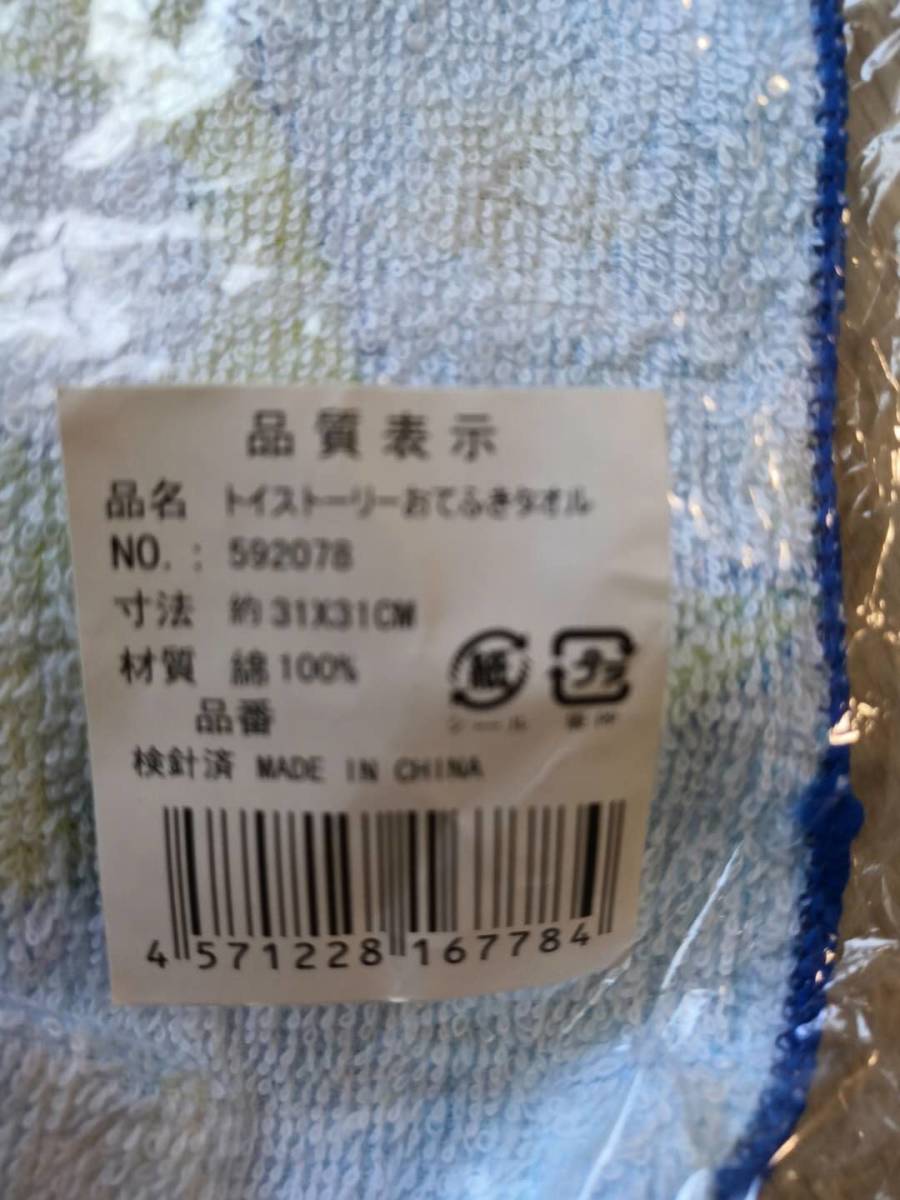 品質表示
品名 トイストーリーおてふきタオル
NO.: 592078
寸法 約31X31CM
材質 綿100%
紙 プラ
シール
品番
検針済 MADE IN CHINA
4 571228 167784